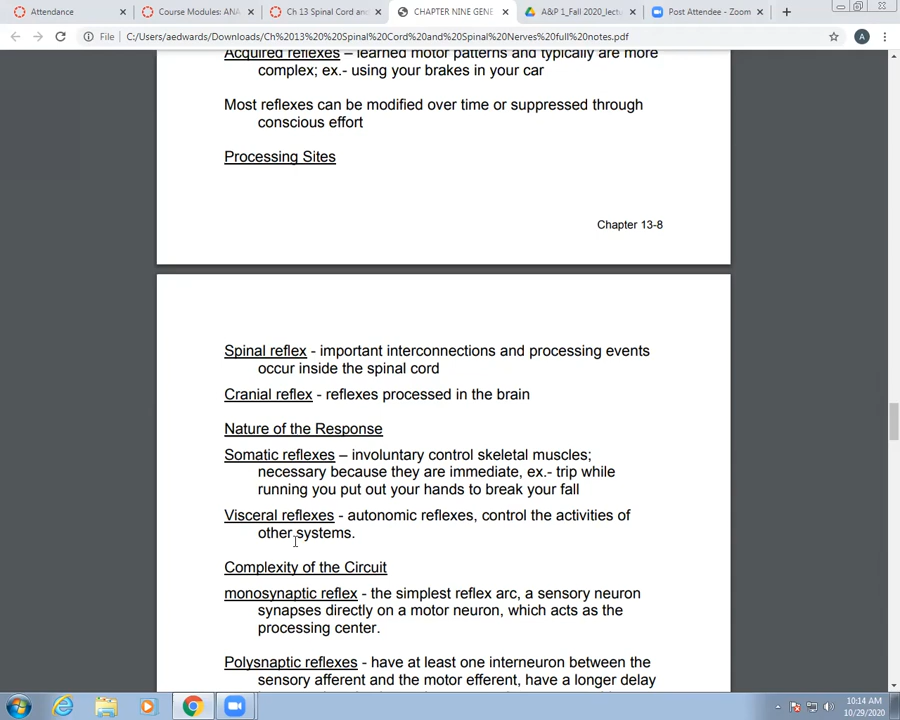 Attendance
Course Modules: ANA
Ch 13 Spinal Cord and
CHAPTER NINE GENE
A&P 1_Fall 2020_lectu
Post Attendee - Zoom
File
C:/Users/aedwards/Downloads/Ch%2013%20%20Spinal%20Cord%20and%20Spinal%20Nerves%20full%20notes.pdf
A
Acquired reflexes – learned motor patterns and typically are more
complex; ex.- using your brakes in your car
Most reflexes can be modified over time or suppressed through
conscious effort
Processing Sites
Chapter 13-8
Spinal reflex - important interconnections and processing events
occur inside the spinal cord
Cranial reflex - reflexes processed in the brain
Nature of the Response
Somatic reflexes – involuntary control skeletal muscles;
necessary because they are immediate, ex.- trip while
running you put out your hands to break your fall
Visceral reflexes - autonomic reflexes, control the activities of
other systems.
Complexity of the Circuit
monosynaptic reflex - the simplest reflex arc, a sensory neuron
synapses directly on a motor neuron, which acts as the
processing center.
Polysnaptic reflexes - have at least one interneuron between the
sensory afferent and the motor efferent, have a longer delay
10:14 AM
10/29/2020